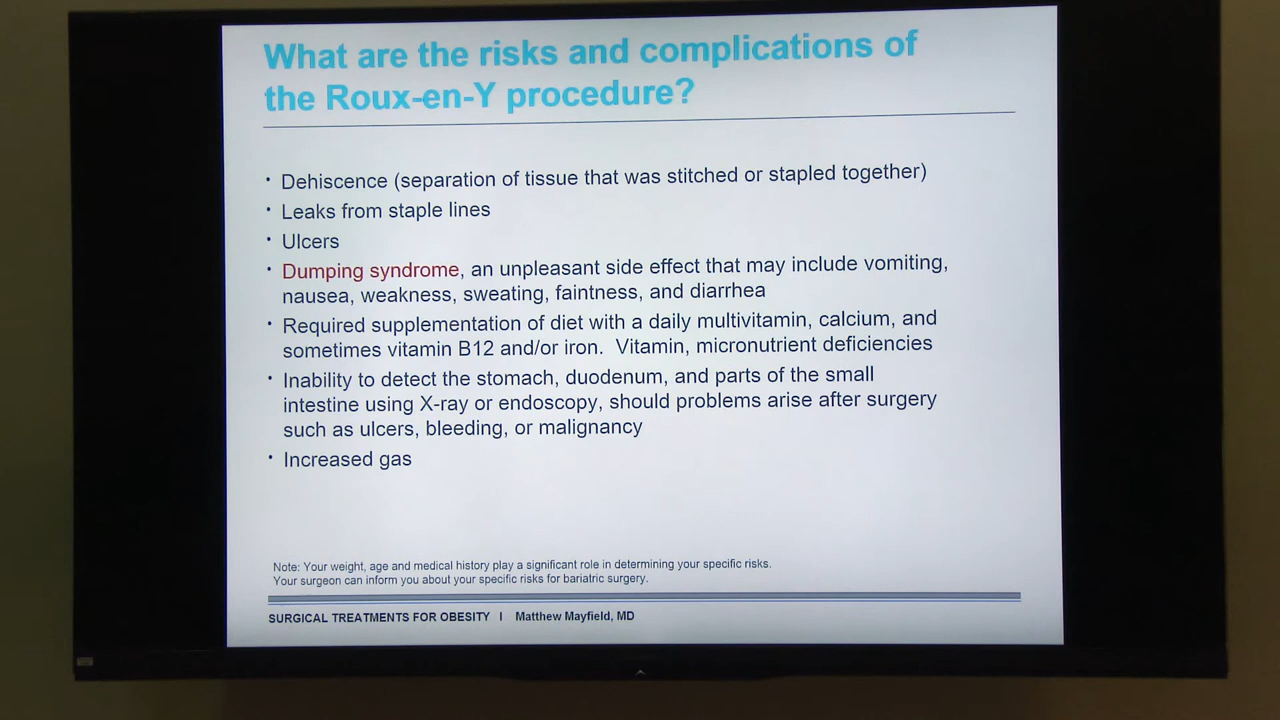 What are the risks and complications of
the Roux-en-Y procedure?
• Dehiscence (separation of tissue that was stitched or stapled together)
• Leaks from staple lines
• Ulcers
• Dumping syndrome, an unpleasant side effect that may include vomiting,
nausea, weakness, sweating, faintness, and diarrhea
• Required supplementation of diet with a daily multivitamin, calcium, and
sometimes vitamin B12 and/or iron.  Vitamin, micronutrient deficiencies
• Inability to detect the stomach, duodenum, and parts of the small
intestine using X-ray or endoscopy, should problems arise after surgery
such as ulcers, bleeding, or malignancy
• Increased gas
Note: Your weight, age and medical history play a significant role in determining your specific risks.
Your surgeon can inform you about your specific risks for bariatric surgery.
SURGICAL TREATMENTS FOR OBESITY | Matthew Mayfield, MD